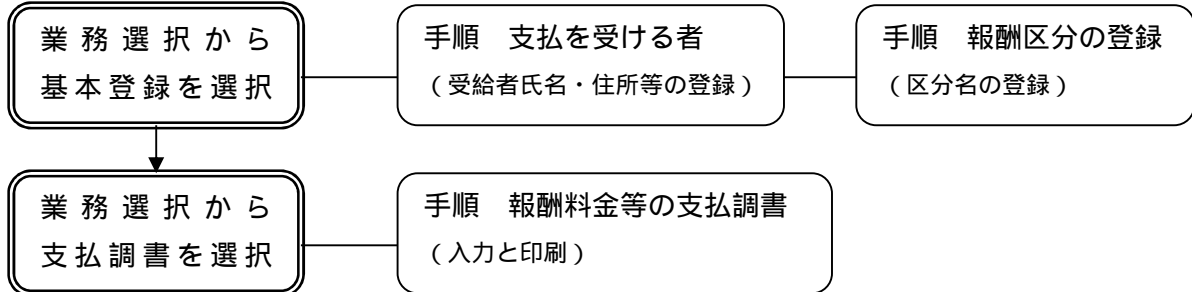 業務選択から
基本登録を選択
手順　支払を受ける者
（受給者氏名・住所等の登録）
手順　報酬区分の登録
（区分名の登録）
業務選択から
支払調書を選択
手順　報酬料金等の支払調書
（入力と印刷）